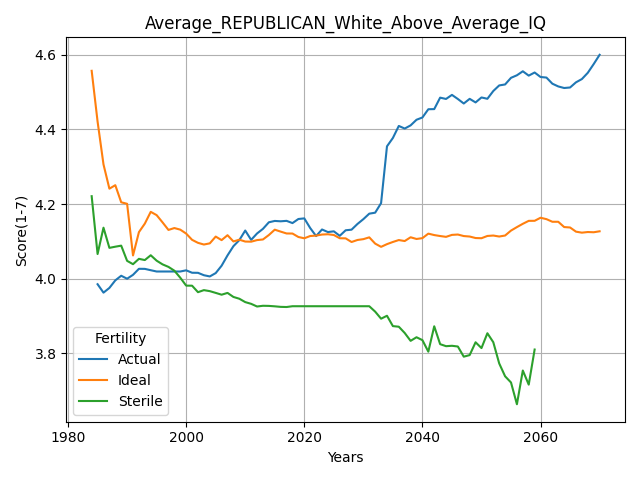 Average_REPUBLICAN_White_Above_Average_IQ
Score(1-7)
4.6
4.4
4.2
4.0
3.8
Fertility
Actual
Ideal
Sterile
1980 2000 2020 2040 2060
Years